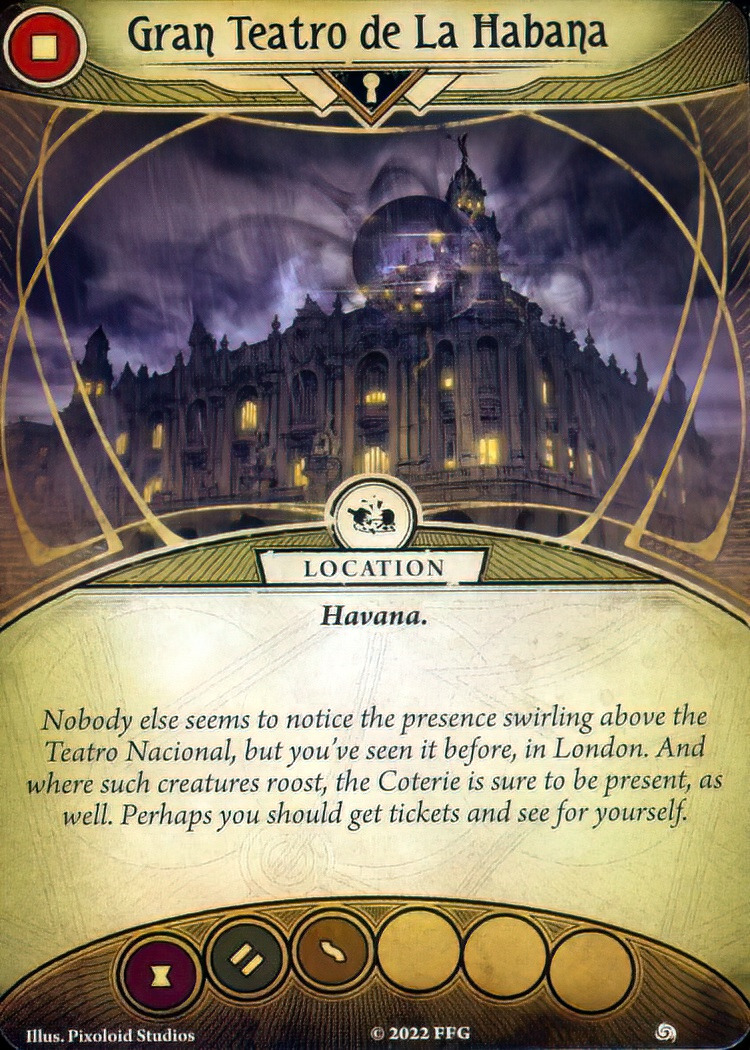 Gran Teatro de La Habana
LOCATION
Havana.
Nobody else seems to notice the presence swirling above the
Teatro Nacional, but you've seen it before, in London. And
where such creatures roost, the Coterie is sure to be present, as
well. Perhaps you should get tickets and see for yourself.
Illus. Pixoloid Studios
© 2022 FFG